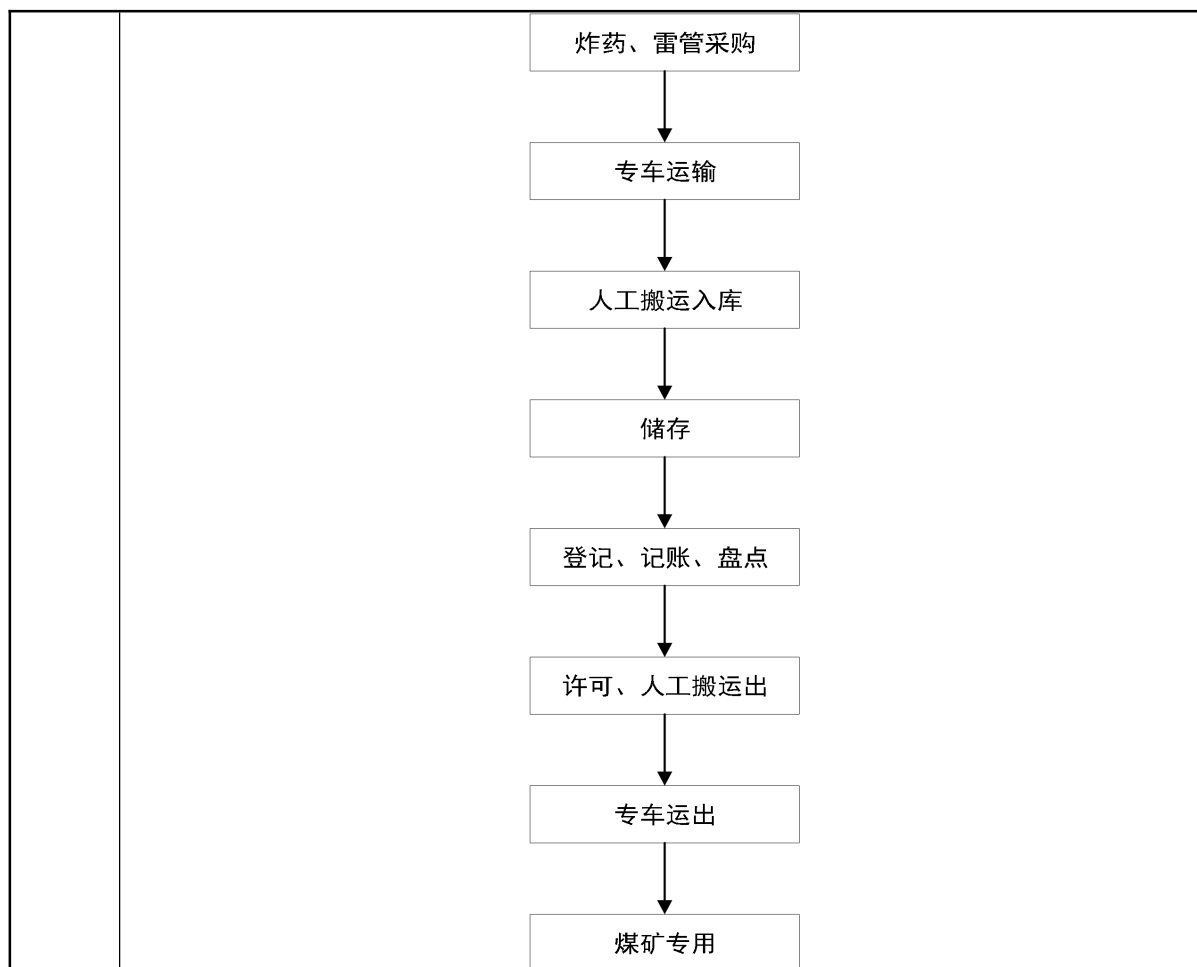 炸药、雷管采购
专车运输
人工搬运入库
储存
登记、记账、盘点
许可、人工搬运出
专车运出
煤矿专用